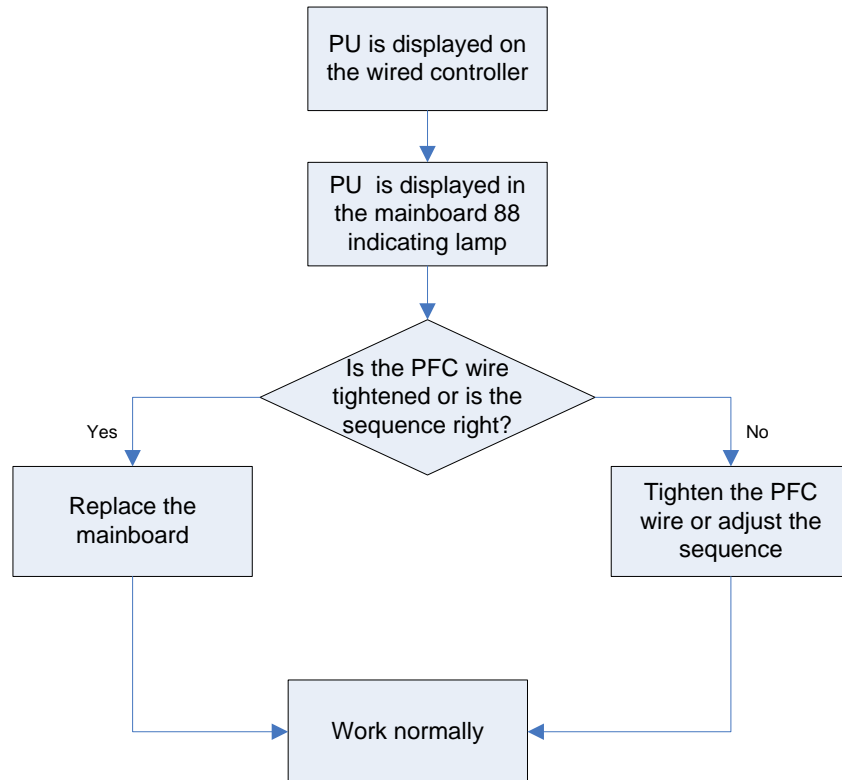 PU is displayed on
the wired controller
PU  is displayed in
the mainboard 88
indicating lamp
Is the PFC wire
tightened or is the
sequence right?
Yes
No
Replace the
mainboard
Tighten the PFC
wire or adjust the
sequence
Work normally